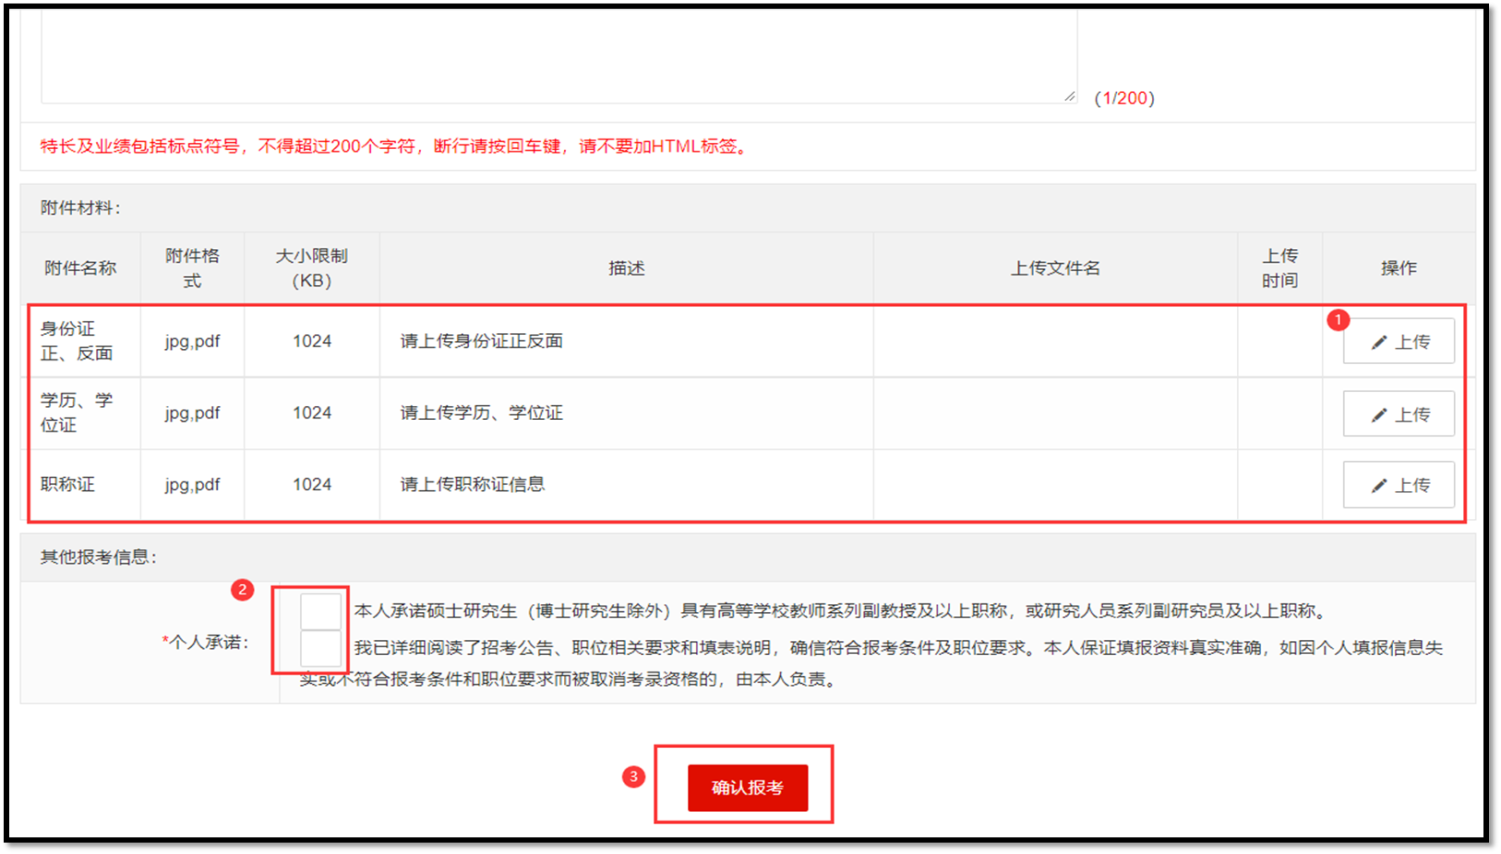 （1/200）
特长及业绩包括标点符号，不得超过200个字符，断行请按回车键，请不要加HTML标签。
附件材料：
附件名称
附件格
式
大小限制
（KB）
描述
上传文件名
上传
时间
操作
身份证
正、反面
jpg,pdf
1024
请上传身份证正反面
1
上传
学历、学
位证
jpg,pdf
1024
请上传学历、学位证
上传
职称证
jpg,pdf
1024
请上传职称证信息
上传
其他报考信息：
2
*个人承诺：
本人承诺硕士研究生（博士研究生除外）具有高等学校教师系列副教授及以上职称，或研究人员系列副研究员及以上职称。
我已详细阅读了招考公告、职位相关要求和填表说明，确信符合报考条件及职位要求。本人保证填报资料真实准确，如因个人填报信息失
实或不符合报考条件和职位要求而被取消考录资格的，由本人负责。
3
确认报考